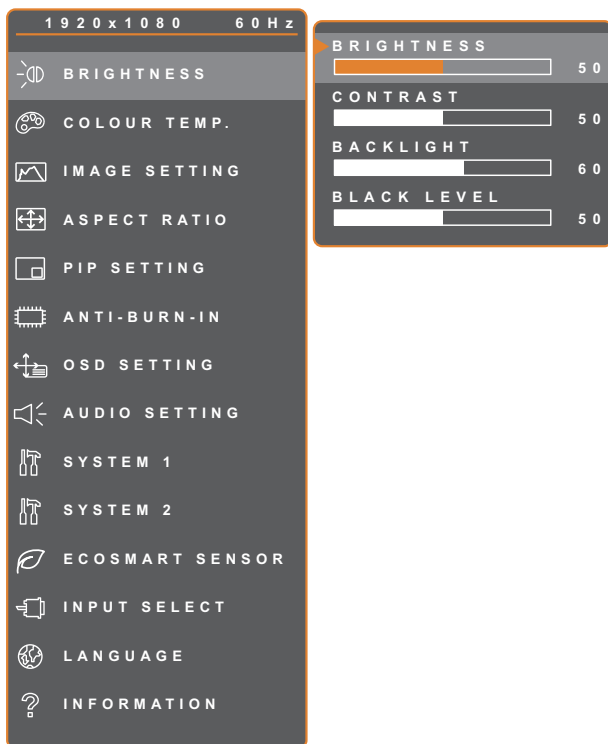 1920x1080 60Hz
BRIGHTNESS
COLOUR TEMP.
IMAGE SETTING
ASPECT RATIO
PIP SETTING
ANTI-BURN-IN
OSD SETTING
AUDIO SETTING
SYSTEM 1
SYSTEM 2
ECOSMART SENSOR
INPUT SELECT
LANGUAGE
INFORMATION
BRIGHTNESS
50
CONTRAST
50
BACKLIGHT
60
BLACK LEVEL
50